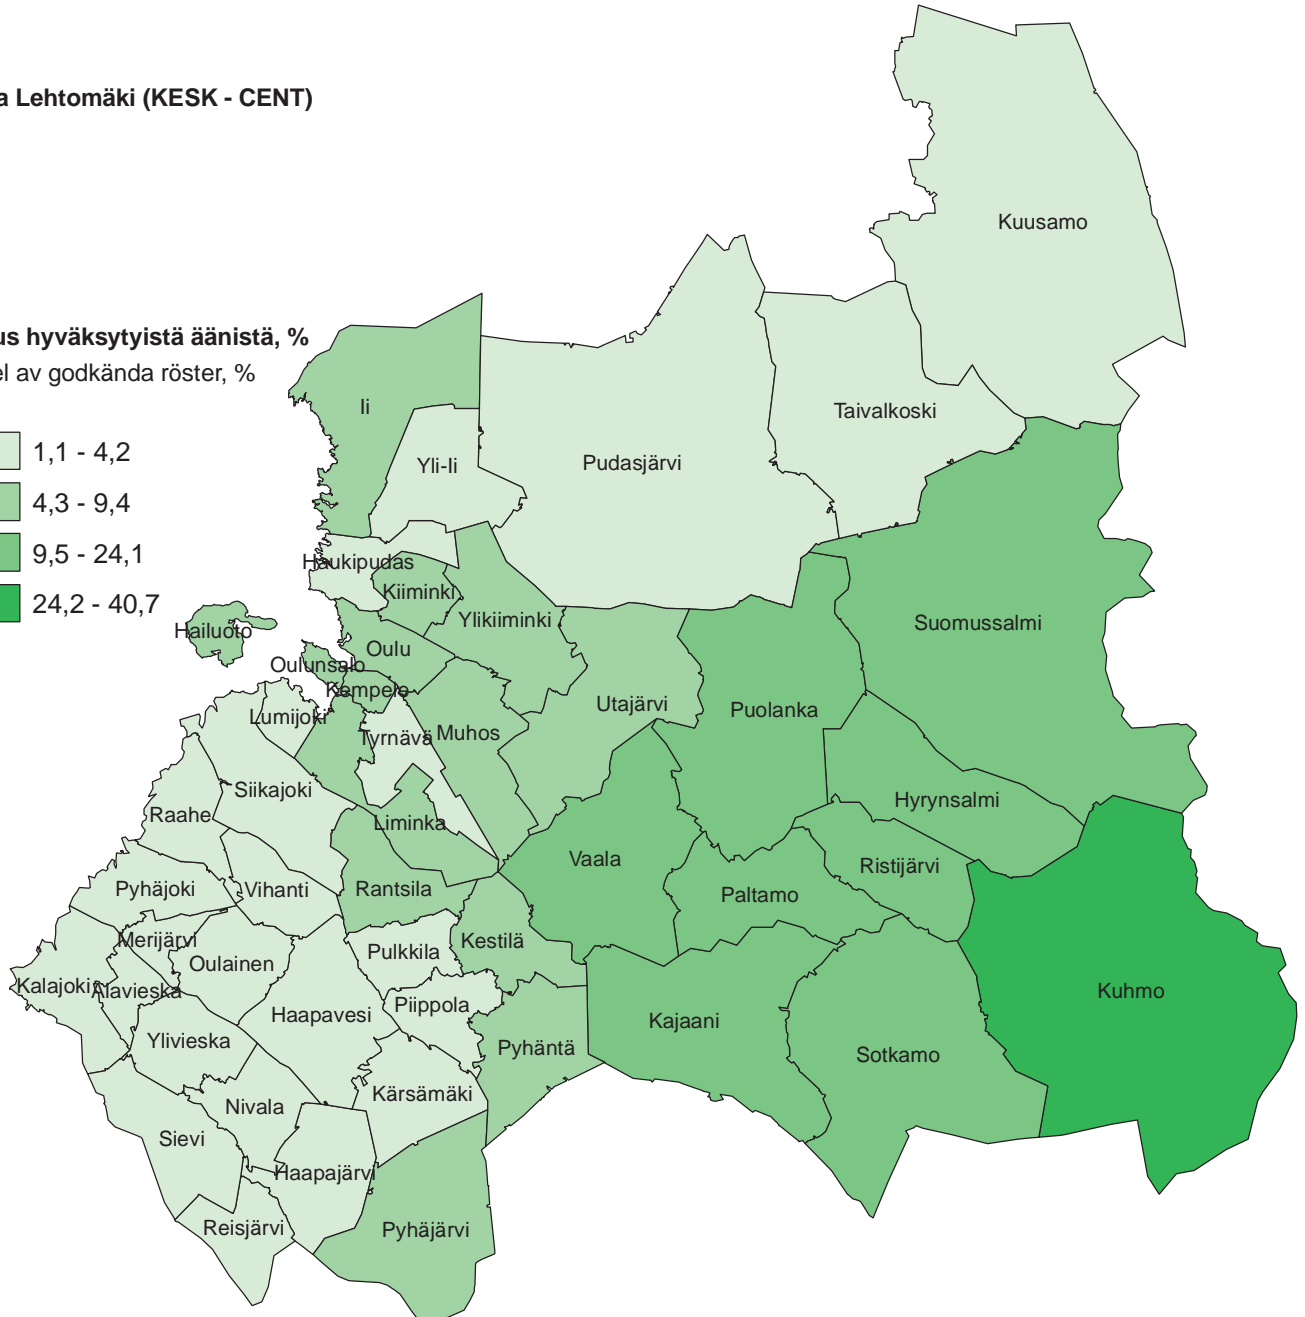 a Lehtomäki (KESK - CENT)
us hyväksytyistä äänistä, %
el av godkända röster, %
1,1 - 4,2
4,3 - 9,4
9,5 - 24,1
24,2 - 40,7
Kuusamo
Ii
Taivalkoski
Yli-Ii
Pudasjärvi
Haukipudas
Kiiminki
Ylikiiminki
Suomussalmi
Hailuoto
Oulu
Oulunsalo
Kempele
Utajärvi
Puolanka
Lumijoki
Tyrnävä
Muhos
Siikajoki
Hyrynsalmi
Raahe
Liminka
Vaala
Ristijärvi
Pyhäjoki
Vihanti
Rantsila
Paltamo
Merijärvi
Kestilä
Pulkkila
Oulainen
Kalajoki
Alavieska
Kuhmo
Piippola
Haapavesi
Kajaani
Ylivieska
Pyhäntä
Sotkamo
Kärsämäki
Nivala
Sievi
Haapajärvi
Reisjärvi
Pyhäjärvi